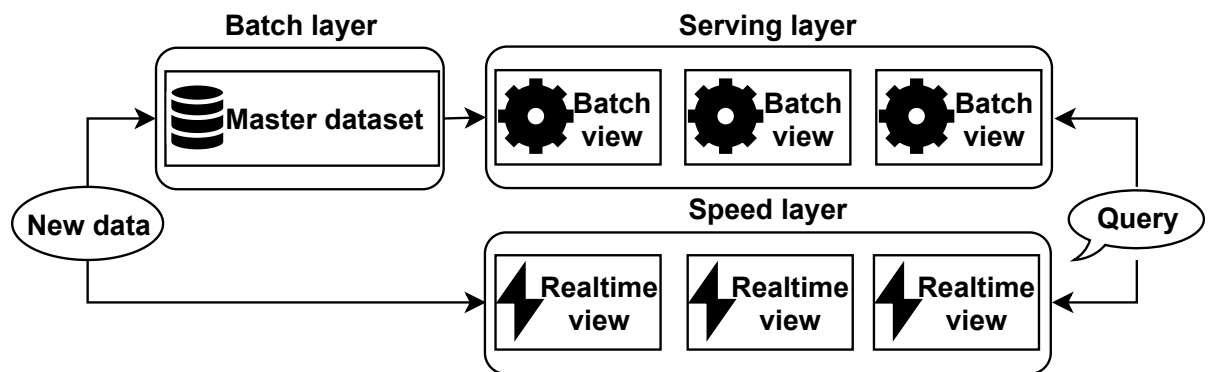 Batch layer
Serving layer
Master dataset
Batch
view
Batch
view
Batch
view
New data
Query
Speed layer
Realtime
view
Realtime
view
Realtime
view